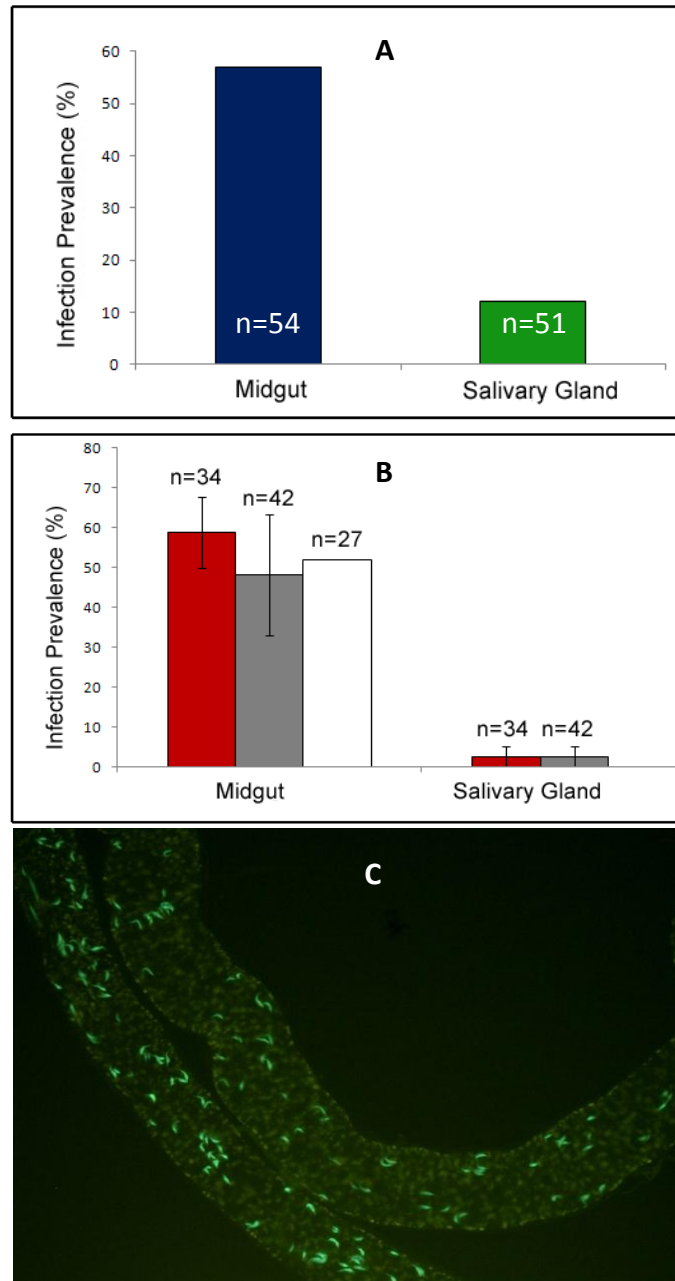 A
Infection Prevalence (%)
60
50
40
30
20
10
0
n=54
n=51
Midgut
Salivary Gland
B
Infection Prevalence (%)
80
70
60
50
40
30
20
10
0
n=34
n=42
n=27
n=34
n=42
Midgut
Salivary Gland
C